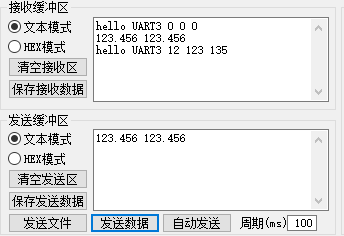 接收缓冲区
文本模式
HEX模式
清空接收区
保存接收数据
hello UART3 0 0 0
123.456 123.456
hello UART3 12 123 135
发送缓冲区
文本模式
HEX模式
清空发送区
保存发送数据
123.456 123.456
发送文件 发送数据 自动发送 周期(ms) 100